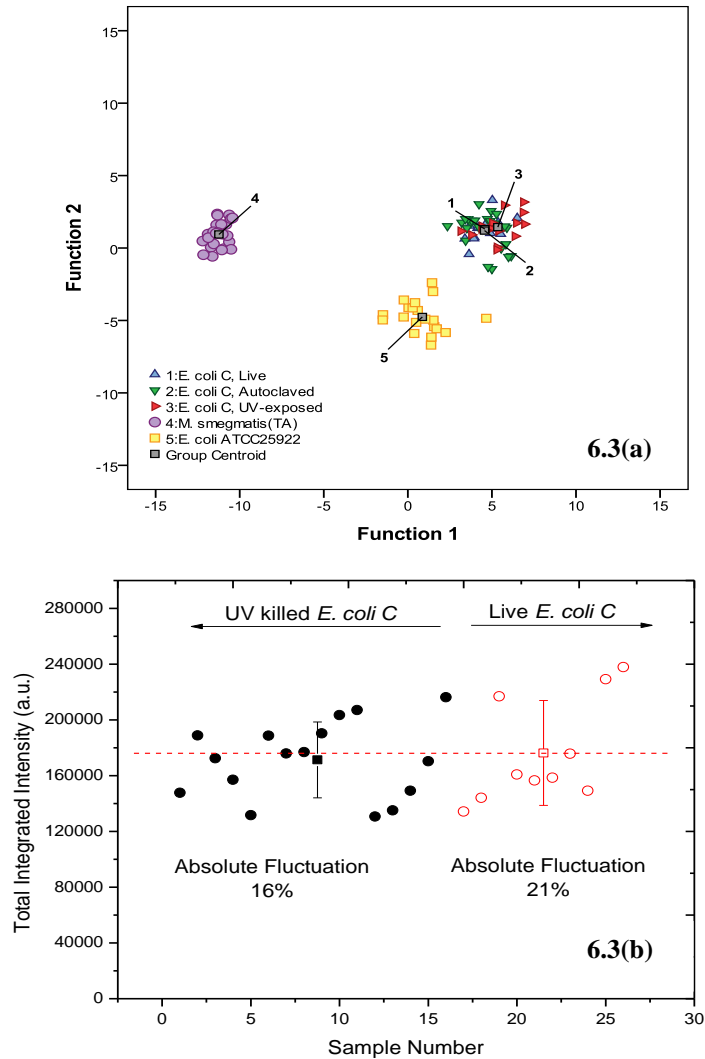 15
10
5
0
-5
-10
-15
Function 2
4
1
3
2
5
1:E. coli C, Live
2:E. coli C, Autoclaved
3:E. coli C, UV-exposed
4:M. smegmatis(TA)
5:E. coli ATCC25922
Group Centroid
6.3(a)
-15 -10 -5 0 5 10 15
Function 1
280000
240000
200000
160000
120000
80000
40000
0
Total Integrated Intensity (a.u.)
UV killed E. coli C
Live E. coli C
Absolute Fluctuation
16%
Absolute Fluctuation
21%
6.3(b)
0 5 10 15 20 25 30
Sample Number